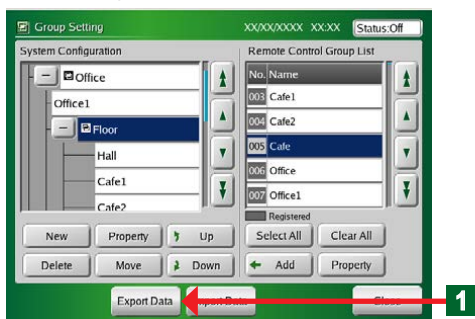 Group Setting XX/XX/XXXX XX:XX Status:Off
System Configuration
Office
Office1
Floor
Hall
Cafe1
Cafe2
New Property Up
Delete Move Down
Remote Control Group List
No. Name
003 Cafe1
004 Cafe2
005 Cafe
006 Office
007 Office1
Registered
Select All Clear All
Add Property
Export Data Data
1